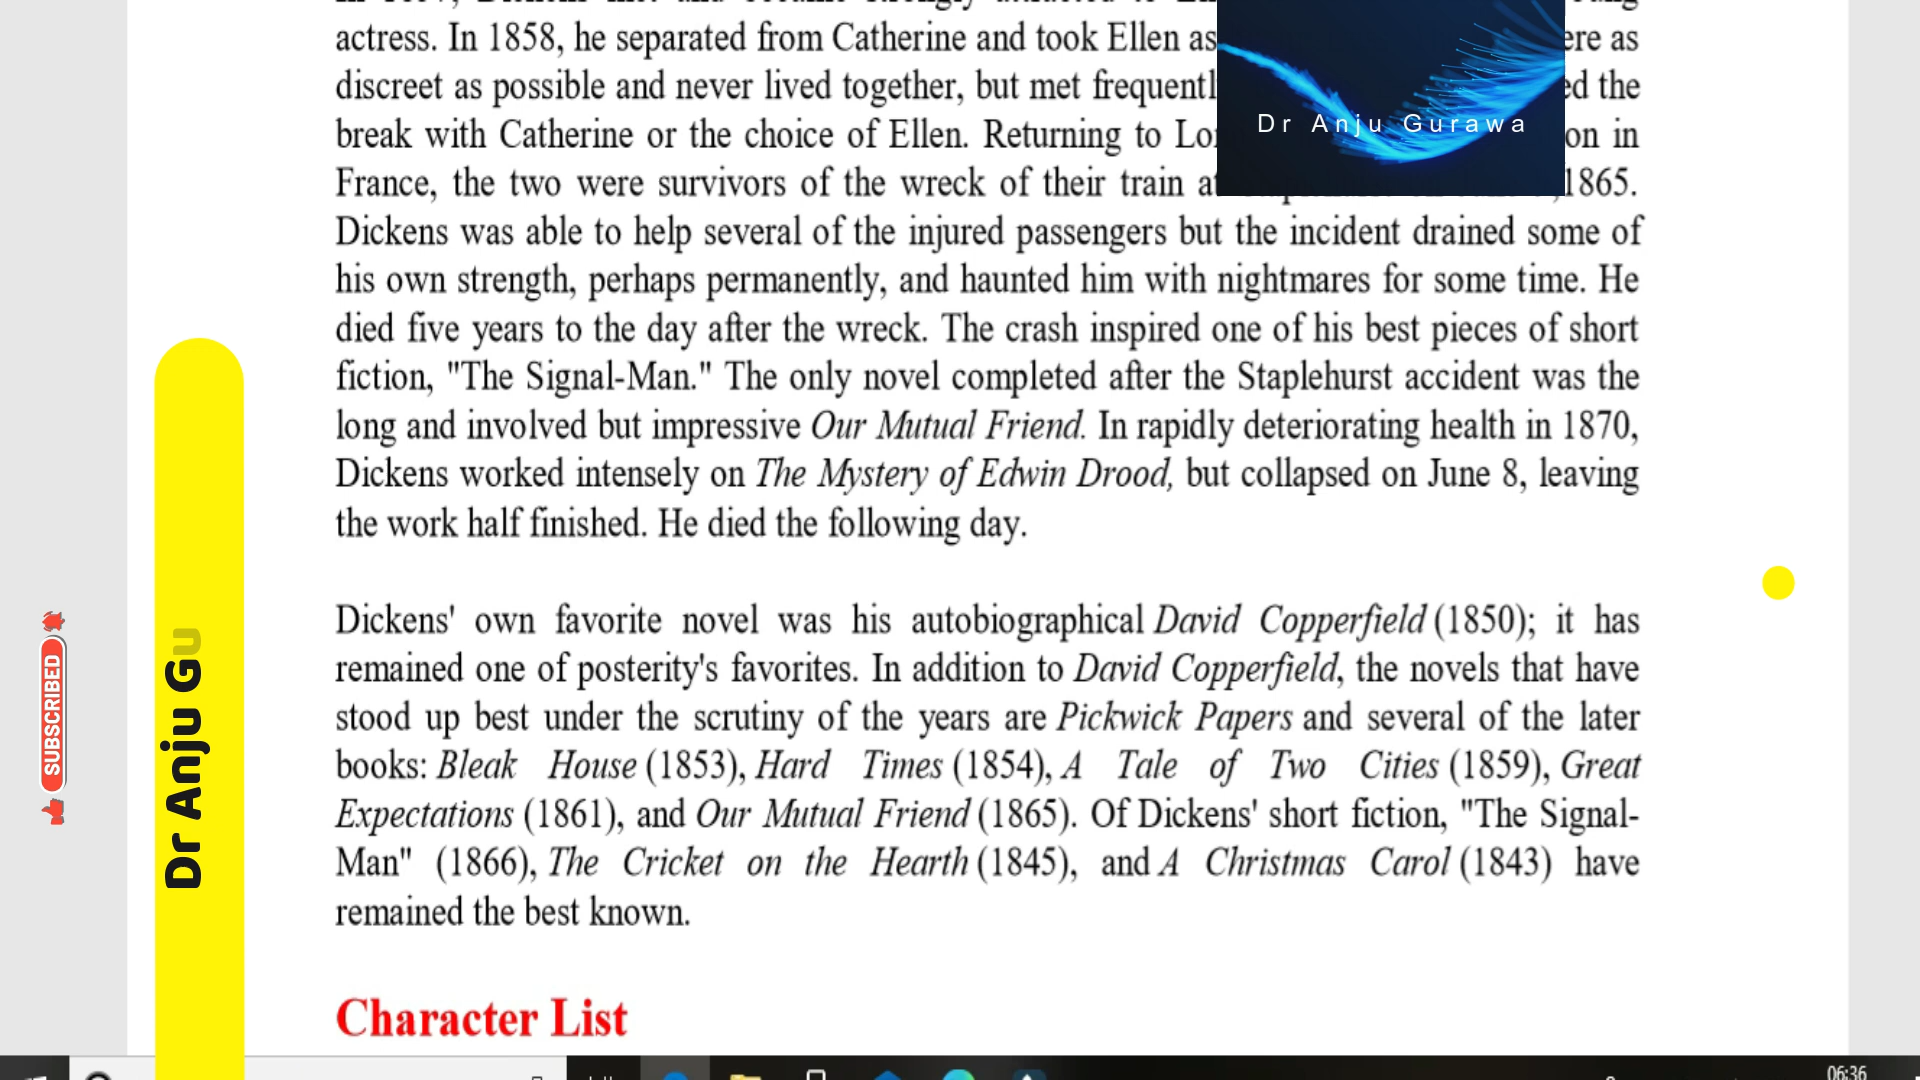 actress. In 1858, he separated from Catherine and took Ellen as ere as
discreet as possible and never lived together, but met frequentl ed the
break with Catherine or the choice of Ellen. Returning to Lo on in
France, the two were survivors of the wreck of their train at 1865.
Dickens was able to help several of the injured passengers but the incident drained some of
his own strength, perhaps permanently, and haunted him with nightmares for some time. He
died five years to the day after the wreck. The crash inspired one of his best pieces of short
fiction, "The Signal-Man." The only novel completed after the Staplehurst accident was the
long and involved but impressive Our Mutual Friend. In rapidly deteriorating health in 1870,
Dickens worked intensely on The Mystery of Edwin Drood, but collapsed on June 8, leaving
the work half finished. He died the following day.
Dickens' own favorite novel was his autobiographical David Copperfield (1850); it has
remained one of posterity's favorites. In addition to David Copperfield, the novels that have
stood up best under the scrutiny of the years are Pickwick Papers and several of the later
books: Bleak House (1853), Hard Times (1854), A Tale of Two Cities (1859), Great
Expectations (1861), and Our Mutual Friend (1865). Of Dickens' short fiction, "The Signal-
Man" (1866), The Cricket on the Hearth (1845), and A Christmas Carol (1843) have
remained the best known.
Character List
Dr Anju Gurawa
Dr Anju Gu
SUBSCRIBED
06:36